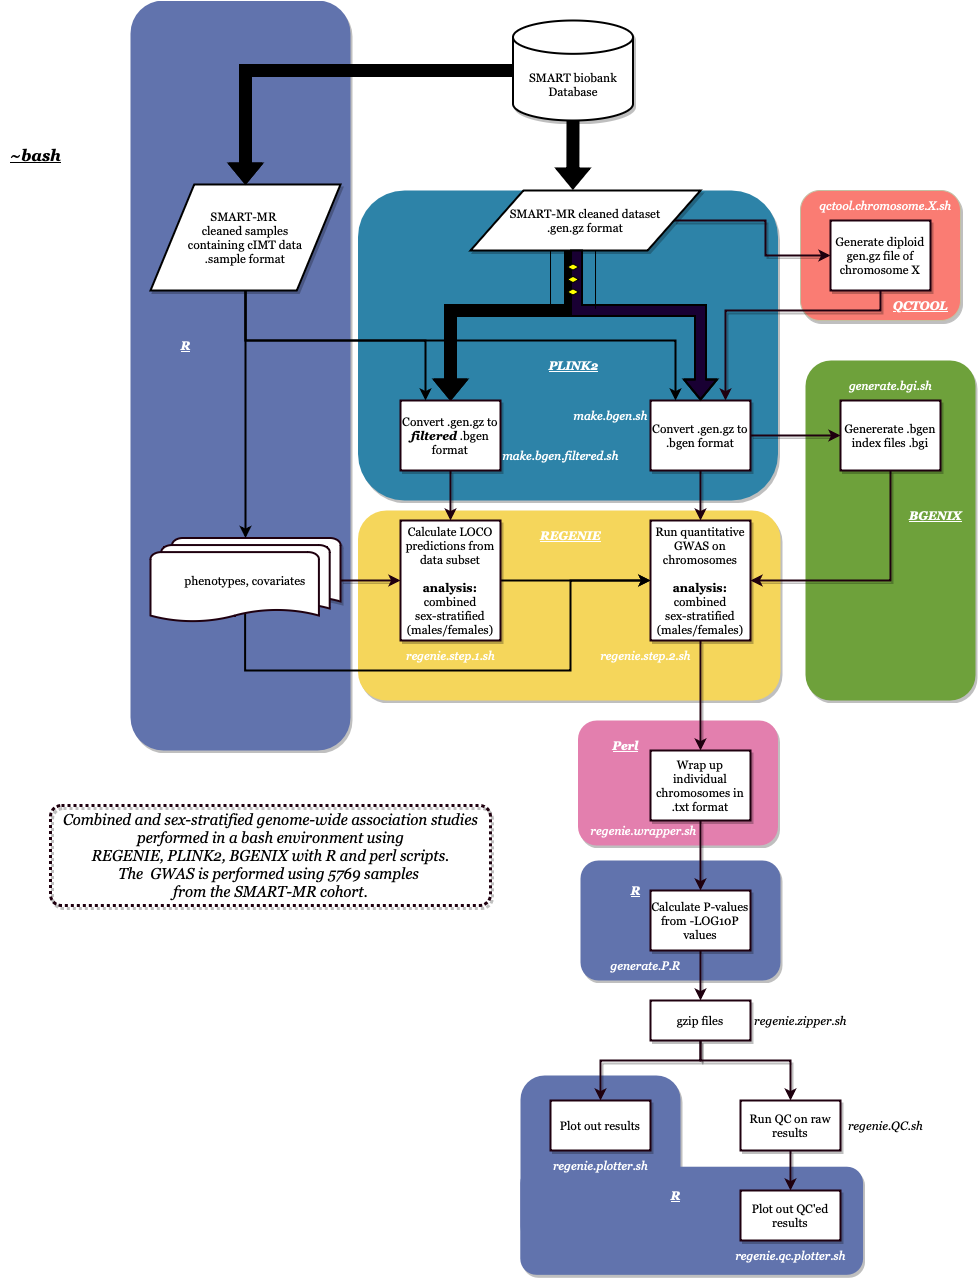 SMART biobank
Database
~bash
SMART-MR
cleaned samples
containing cIMT data
.sample format
SMART-MR cleaned dataset
.gen.gz format
qctool.chromosome.X.sh
Generate diploid
gen.gz file of
chromosome X
QCTOOL
R
PLINK2
generate.bgi.sh
make.bgen.sh
Convert .gen.gz to
filtered .bgen
format
make.bgen.filtered.sh
Convert .gen.gz to
.bgen format
Genererate .bgen
index files .bgi
BGENIX
REGENIE
phenotypes, covariates
Calculate LOCO
predictions from
data subset
analysis:
combined
sex-stratified
(males/females)
regenie.step.1.sh
Run quantitative
GWAS on
chromosomes
analysis:
combined
sex-stratified
(males/females)
regenie.step.2.sh
Perl
Wrap up
individual
chromosomes in
.txt format
regenie.wrapper.sh
Combined and sex-stratified genome-wide association studies
performed in a bash environment using
REGENIE, PLINK2, BGENIX with R and perl scripts.
The GWAS is performed using 5769 samples
from the SMART-MR cohort.
R
Calculate P-values
from -LOG10P
values
generate.P.R
gzip files
regenie.zipper.sh
Plot out results
regenie.plotter.sh
Run QC on raw
results
regenie.QC.sh
R
Plot out QC'ed
results
regenie.qc.plotter.sh